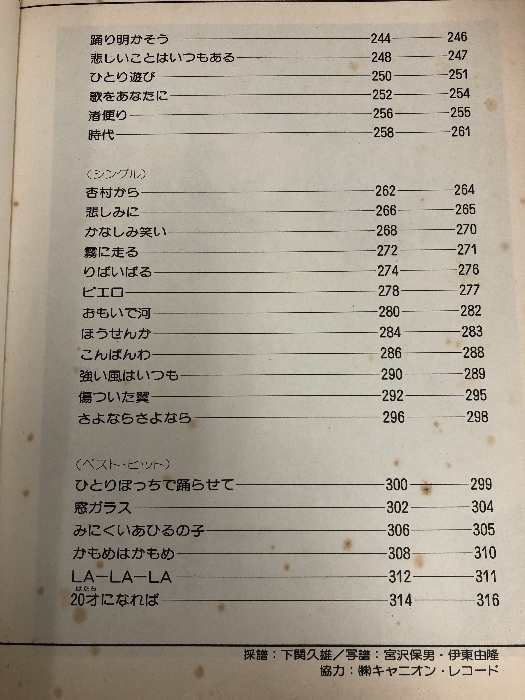 踊り明かそう 244 246
悲しいことはいつもある 248 247
ひとり遊び 250 251
歌をあなたに 252 254
渚便り 256 255
時代 258 261
〈シングル〉
杏村から 262 264
悲しみに 266 265
かなしみ笑い 268 270
霧に走る 272 271
りばいばる 274 276
ピエロ 278 277
おもいで河 280 282
ほうせんか 284 283
こんばんわ 286 288
強い風はいつも 290 289
傷ついた翼 292 295
さよならさよなら 296 298
〈ベスト・ヒット〉
ひとりぼっちで踊らせて 300 299
窓ガラス 302 304
みにくいあひるの子 306 305
かもめはかもめ 308 310
LA−LA−LA 312 311
はたち
20才になれば 314 316
採譜：下関久雄／写譜：宮沢保男・伊東由隆
協力：㈱キャニオン・レコード